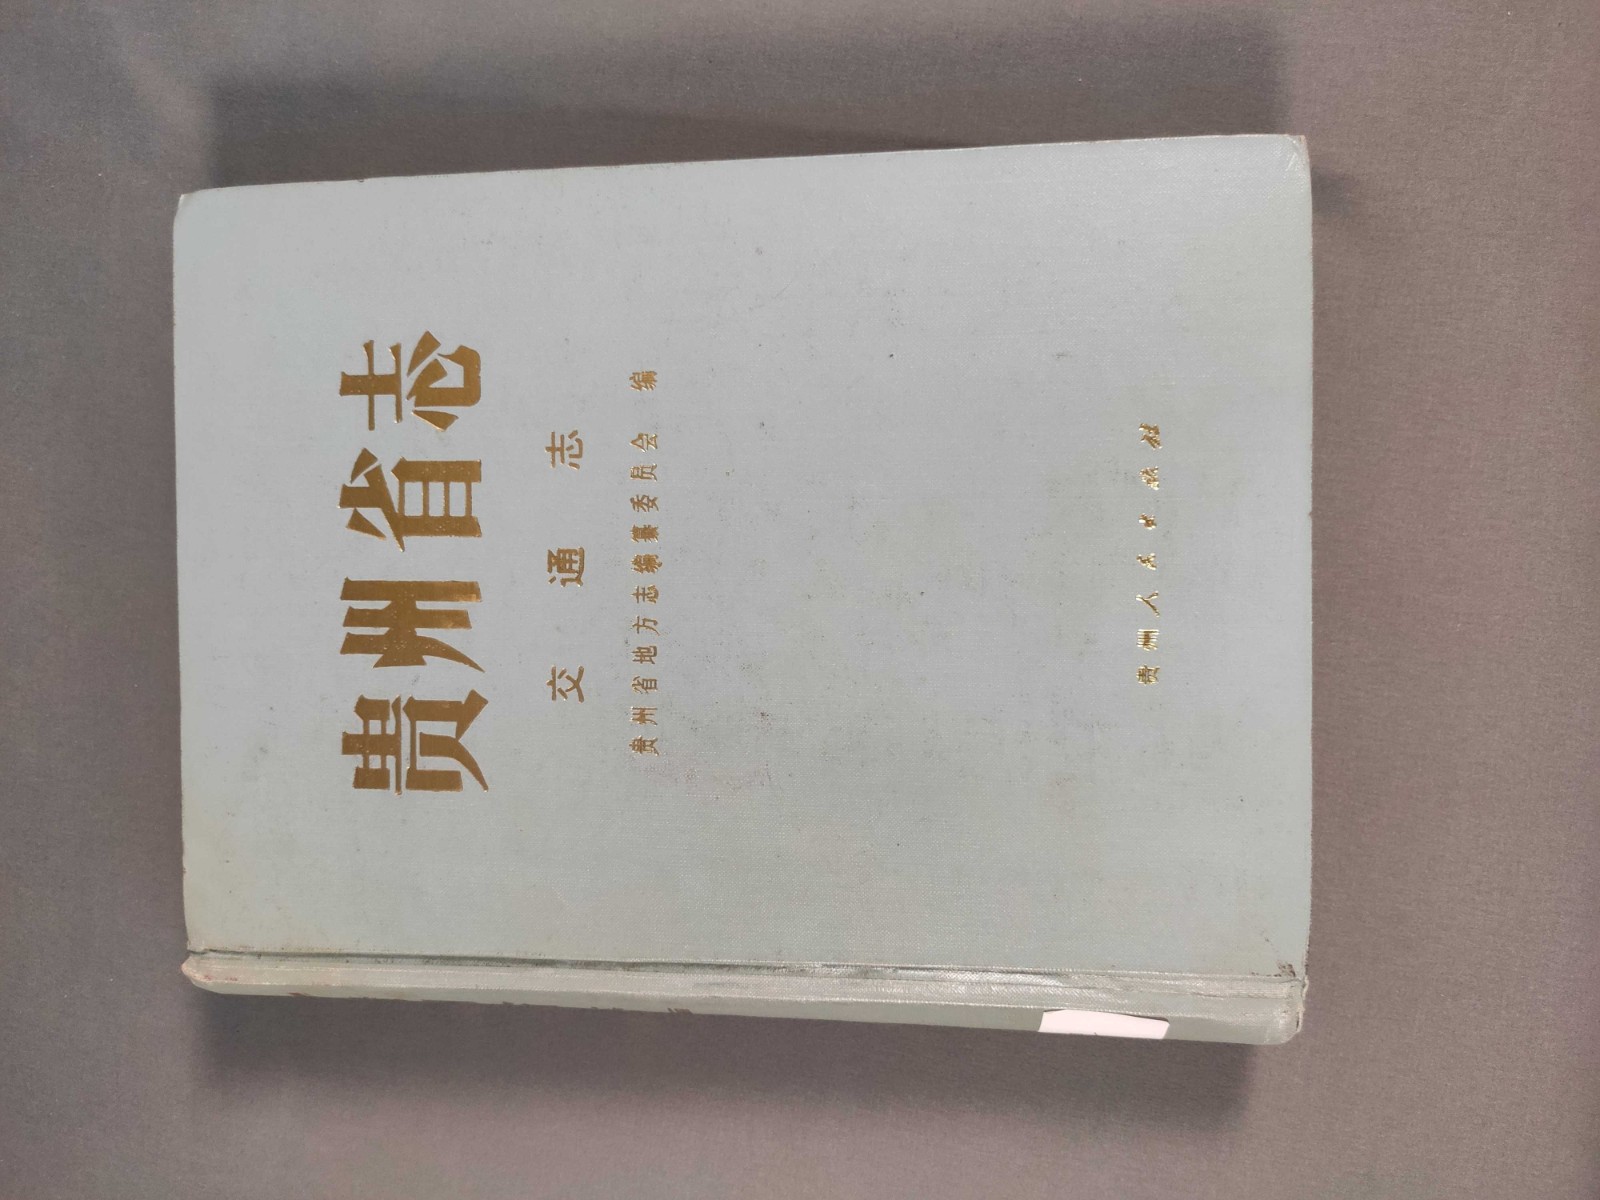 贵州省志
交通志
贵州省地方志编纂委员会 编
贵州人民出版社